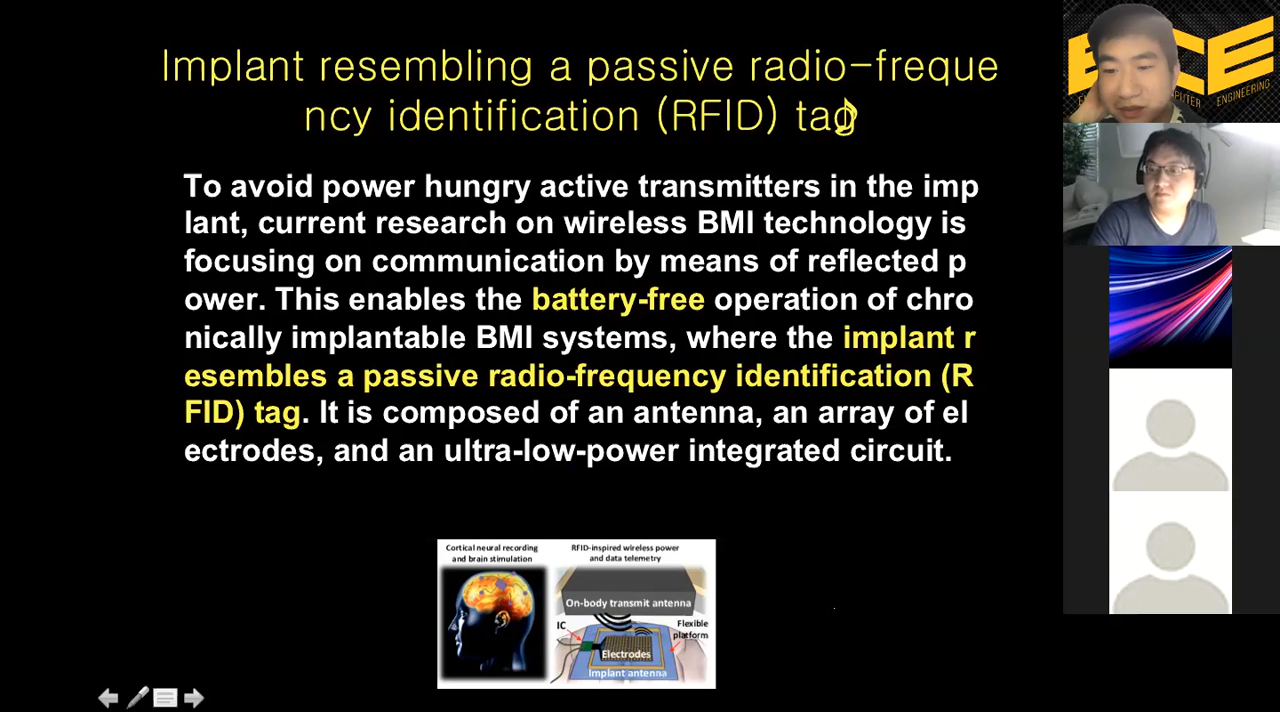 Implant resembling a passive radio-freque
ncy identification (RFID) tag
To avoid power hungry active transmitters in the imp
lant, current research on wireless BMI technology is
focusing on communication by means of reflected p
ower. This enables the battery-free operation of chro
nically implantable BMI systems, where the implant r
esembles a passive radio-frequency identification (R
FID) tag. It is composed of an antenna, an array of el
ectrodes, and an ultra-low-power integrated circuit.
Cortical neural recording
and brain stimulation
RFID-inspired wireless power
and data telemetry
On-body transmit antenna
IC
Flexible
platform
Electrodes
Implant antenna
ENGINEERING